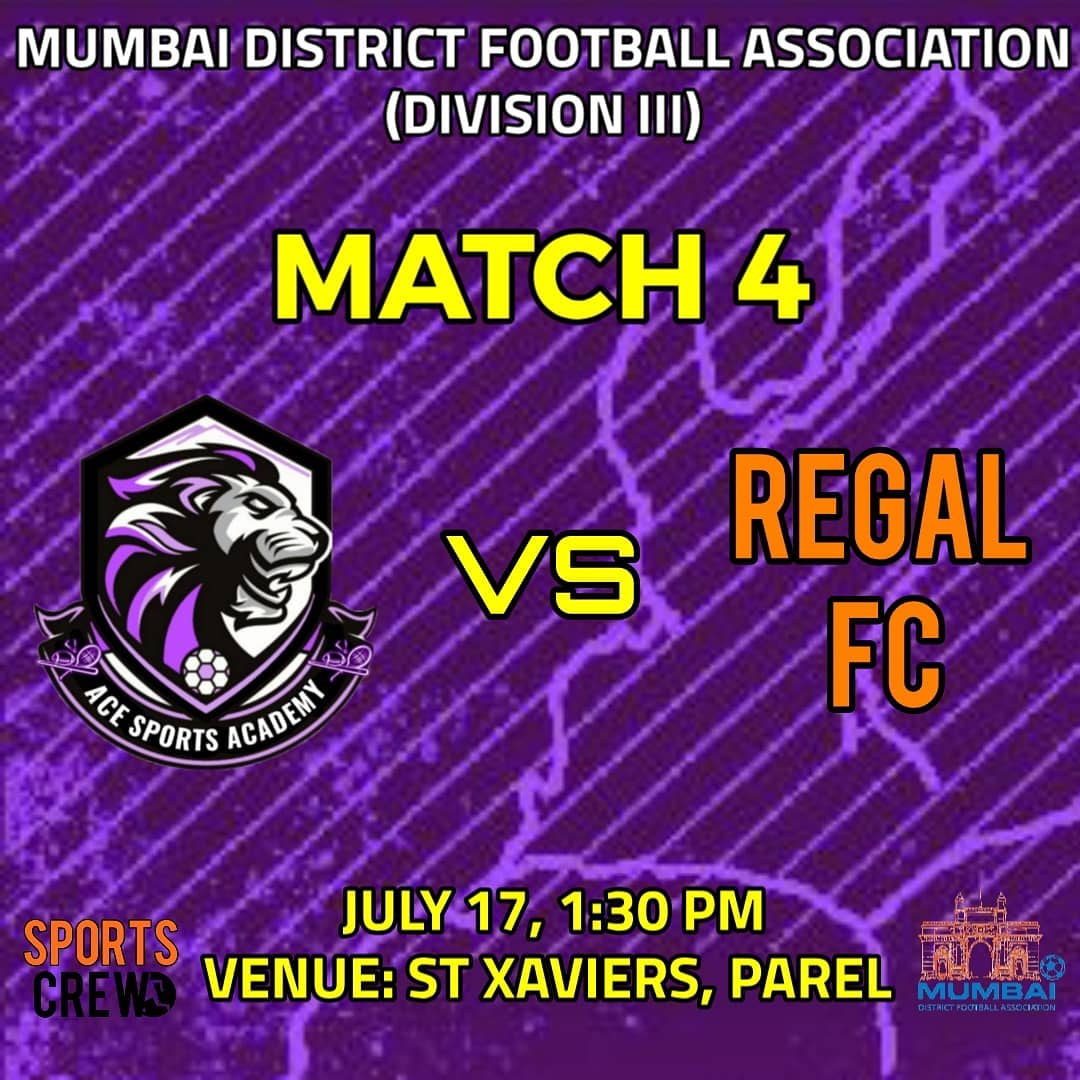 MUMBAI DISTRICT FOOTBALL ASSOCIATION
(DIVISION III)
MATCH 4
ACE SPORTS ACADEMY
VS
REGAL
FC
JULY 17, 1:30 PM
VENUE: ST XAVIERS, PAREL
SPORTS
CREW
MUMBAI
DISTRICT FOOTBALL ASSOCIATION